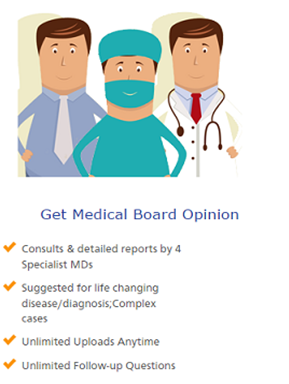 Get Medical Board Opinion
Consults & detailed reports by 4
Specialist MDs
Suggested for life changing
disease/diagnosis;Complex
cases
Unlimited Uploads Anytime
Unlimited Follow-up Questions